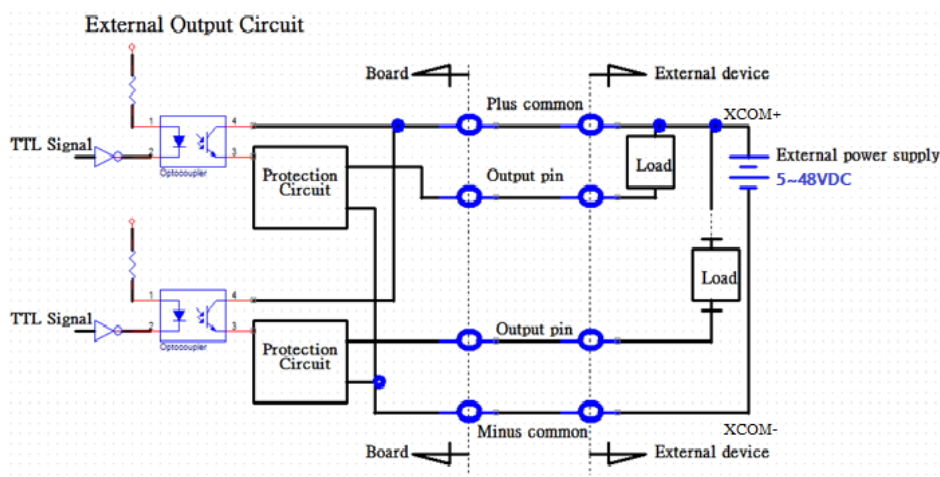 External Output Circuit
Board
External device
Plus common
XCOM+
1
4
TTL Signal
2
3
Optocoupler
Protection
Circuit
Output pin
Load
External power supply
5~48VDC
Load
1
4
TTL Signal
2
3
Optocoupler
Protection
Circuit
Output pin
Minus common
XCOM-
Board
External device